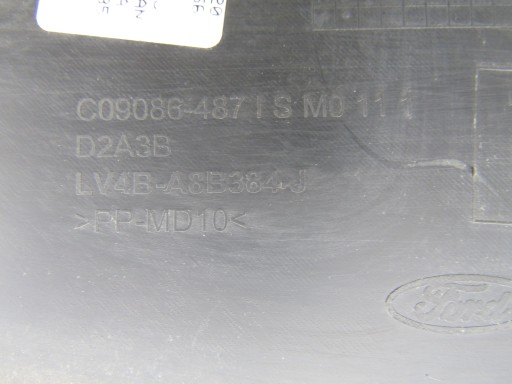 C09086-487 I S M0 11
D2A3B
LV4B-A8B384-J
>PP-MD10<
Ford